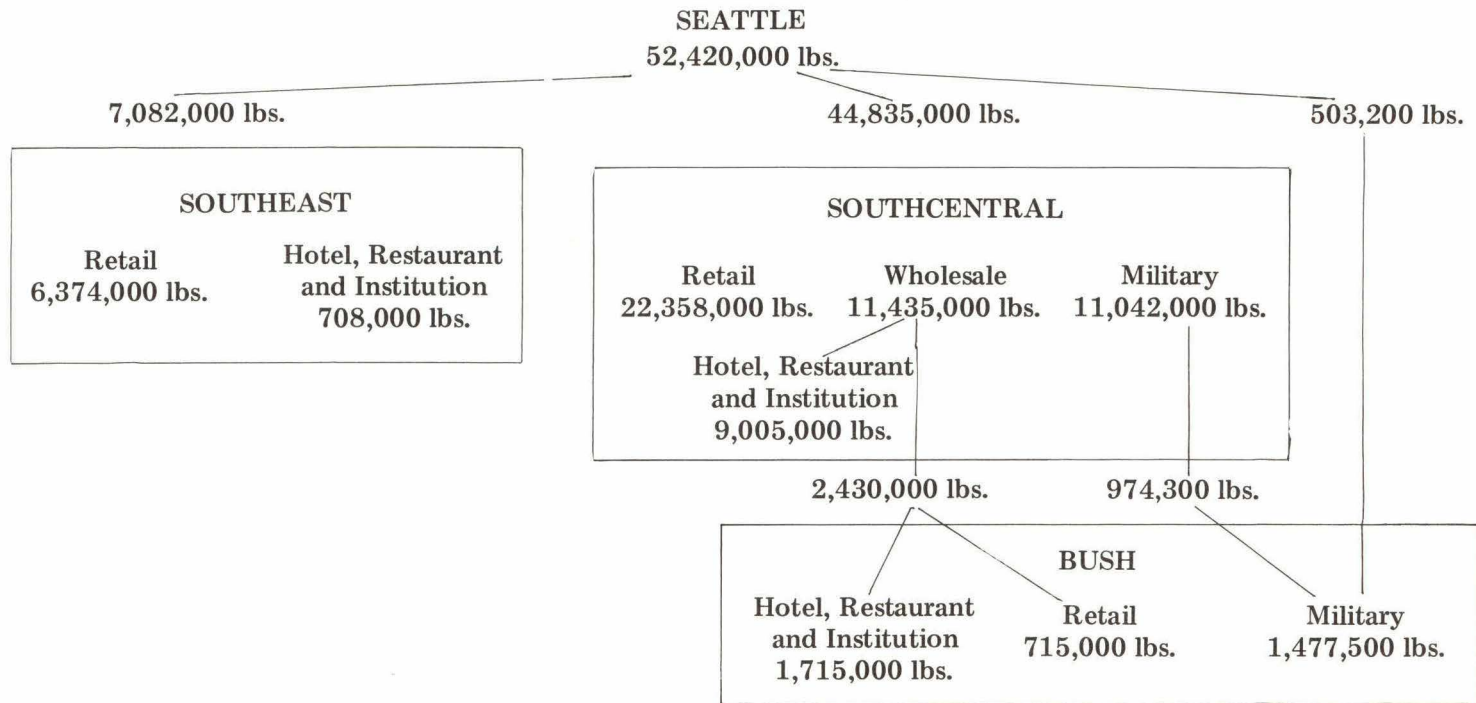 SEATTLE
52,420,000 lbs.
7,082,000 lbs.
44,835,000 lbs.
503,200 lbs.
SOUTHEAST
Retail
6,374,000 lbs.
Hotel, Restaurant
and Institution
708,000 lbs.
SOUTHCENTRAL
Retail
22,358,000 lbs.
Wholesale
11,435,000 lbs.
Military
11,042,000 lbs.
Hotel, Restaurant
and Institution
9,005,000 lbs.
2,430,000 lbs.
974,300 lbs.
BUSH
Hotel, Restaurant
and Institution
1,715,000 lbs.
Retail
715,000 lbs.
Military
1,477,500 lbs.